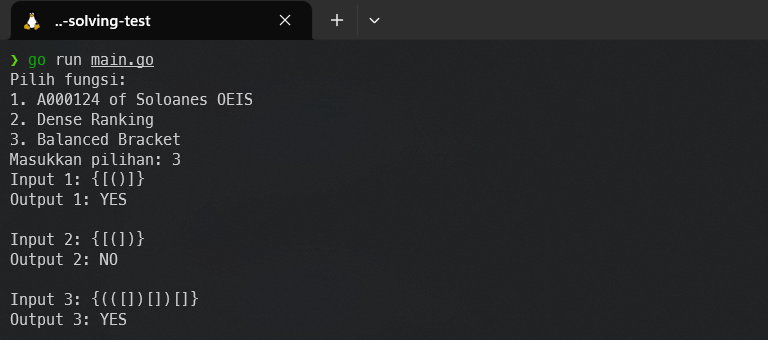 ..-solving-test
❯ go run main.go
Pilih fungsi:
1. A000124 of Soloanes OEIS
2. Dense Ranking
3. Balanced Bracket
Masukkan pilihan: 3
Input 1: {[()]}
Output 1: YES
Input 2: {[(])}
Output 2: NO
Input 3: {(([])[])[]}
Output 3: YES